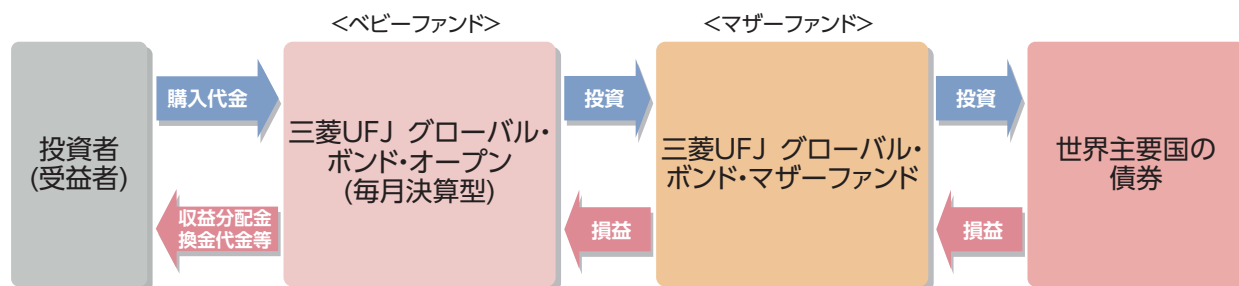 <ベビーファンド>
<マザーファンド>
投資者
(受益者)
購入代金
収益分配金
換金代金等
三菱UFJ グローバル・
ボンド・オープン
(毎月決算型)
投資
損益
三菱UFJ グローバル・
ボンド・マザーファンド
投資
損益
世界主要国の
債券